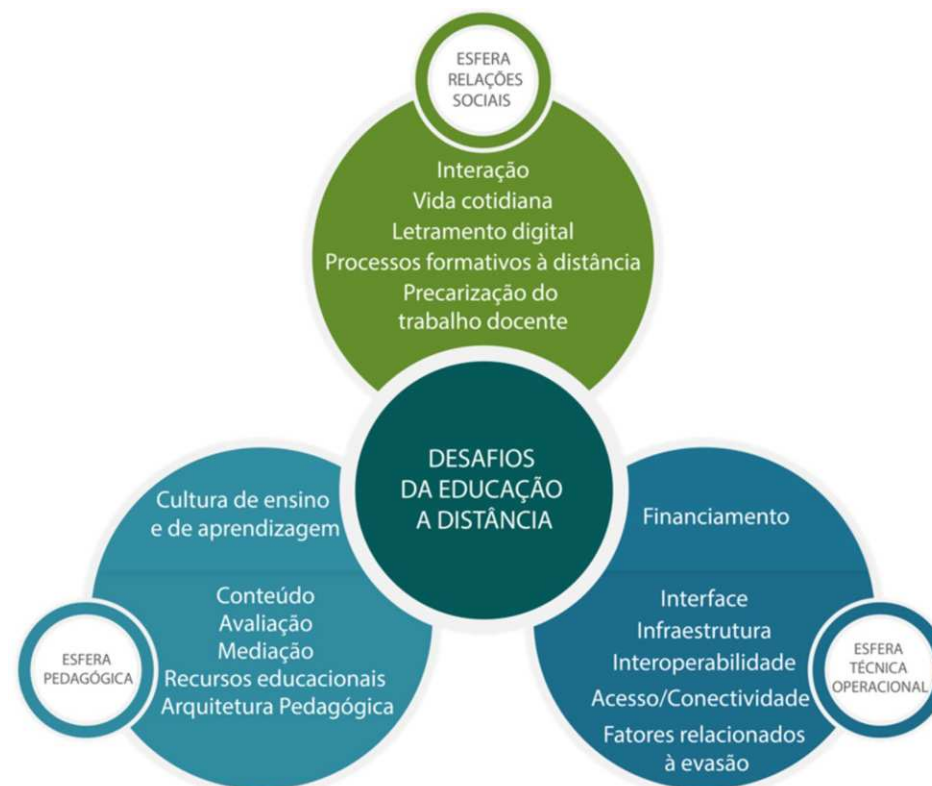 ESFERA
RELAÇÕES
SOCIAIS
Interação
Vida cotidiana
Letramento digital
Processos formativos à distância
Precarização do
trabalho docente
DESAFIOS
DA EDUCAÇÃO
A DISTÂNCIA
Cultura de ensino
e de aprendizagem
Conteúdo
Avaliação
Mediação
Recursos educacionais
Arquitetura Pedagógica
ESFERA
PEDAGÓGICA
Financiamento
Interface
Infraestrutura
Interoperabilidade
Acesso/Conectividade
Fatores relacionados
à evasão
ESFERA
TÉCNICA
OPERACIONAL